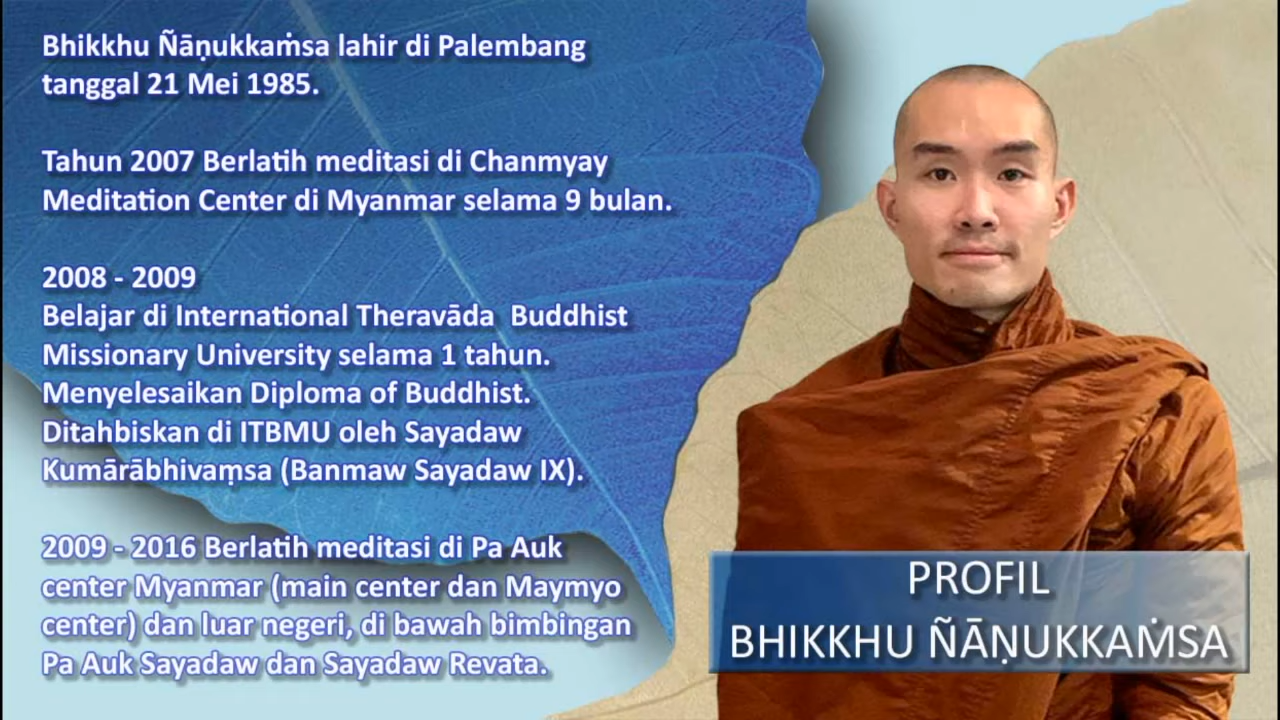 Bhikkhu Ñāṇukkaṁsa lahir di Palembang
tanggal 21 Mei 1985.
Tahun 2007 Berlatih meditasi di Chanmyay
Meditation Center di Myanmar selama 9 bulan.
2008 - 2009
Belajar di International Theravāda Buddhist
Missionary University selama 1 tahun.
Menyelesaikan Diploma of Buddhist.
Ditahbiskan di ITBMU oleh Sayadaw
Kumārābhivaṃsa (Banmaw Sayadaw IX).
2009 - 2016 Berlatih meditasi di Pa Auk
center Myanmar (main center dan Maymyo
center) dan luar negeri, di bawah bimbingan
Pa Auk Sayadaw dan Sayadaw Revata.
PROFIL
BHIKKHU ÑĀṆUKKAṀSA